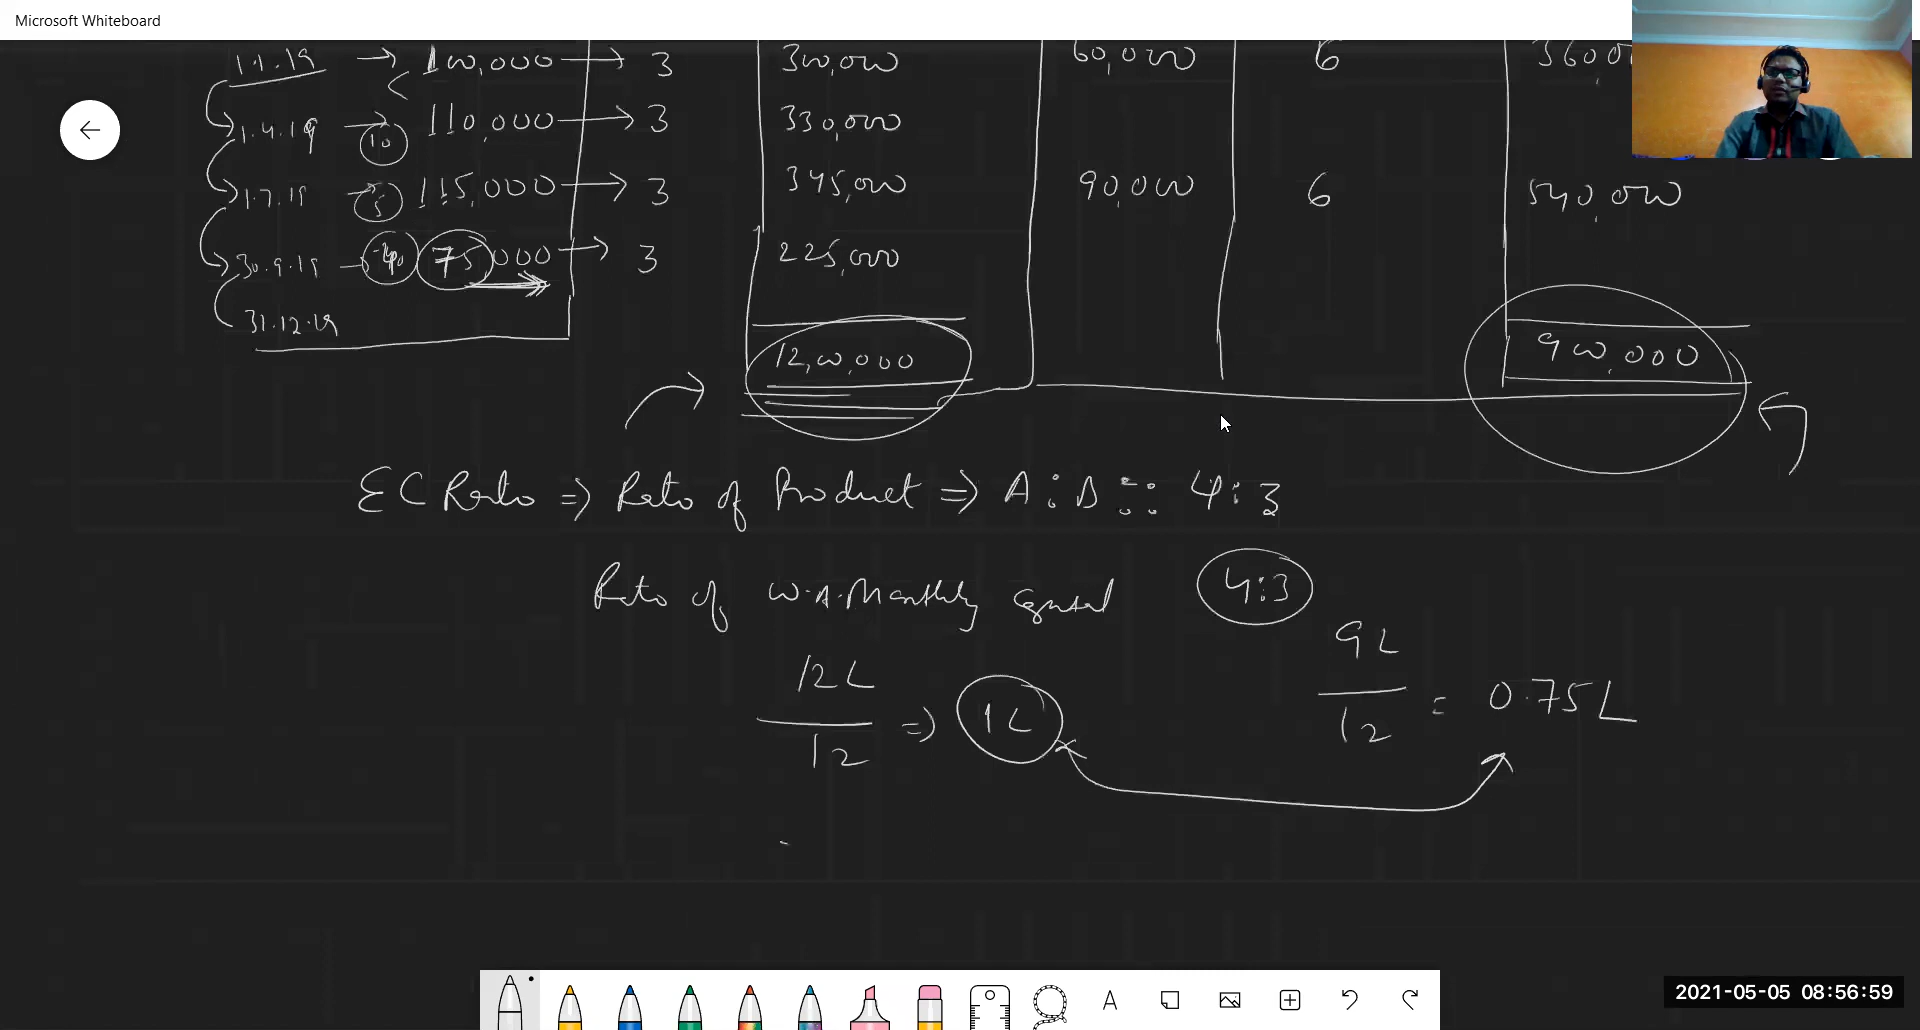 Microsoft Whiteboard
1.1.19 → 100,000 → 3 300,000 60,000 6 360,0
1.4.19 → 10 110,000 → 3 330,000
1.7.19 → 5 115,000 → 3 345,000 90,000 6 540,000
30.9.19 → -40 75000 → 3 225,000
31.12.19
12,00,000 900,000
EC Ratio ⇒ Ratio of Product ⇒ A : B :: 4:3
Ratio of W.A. Monthly Capital 4:3
12L / 12 ⇒ 1L 9L / 12 = 0.75L
2021-05-05 08:56:59